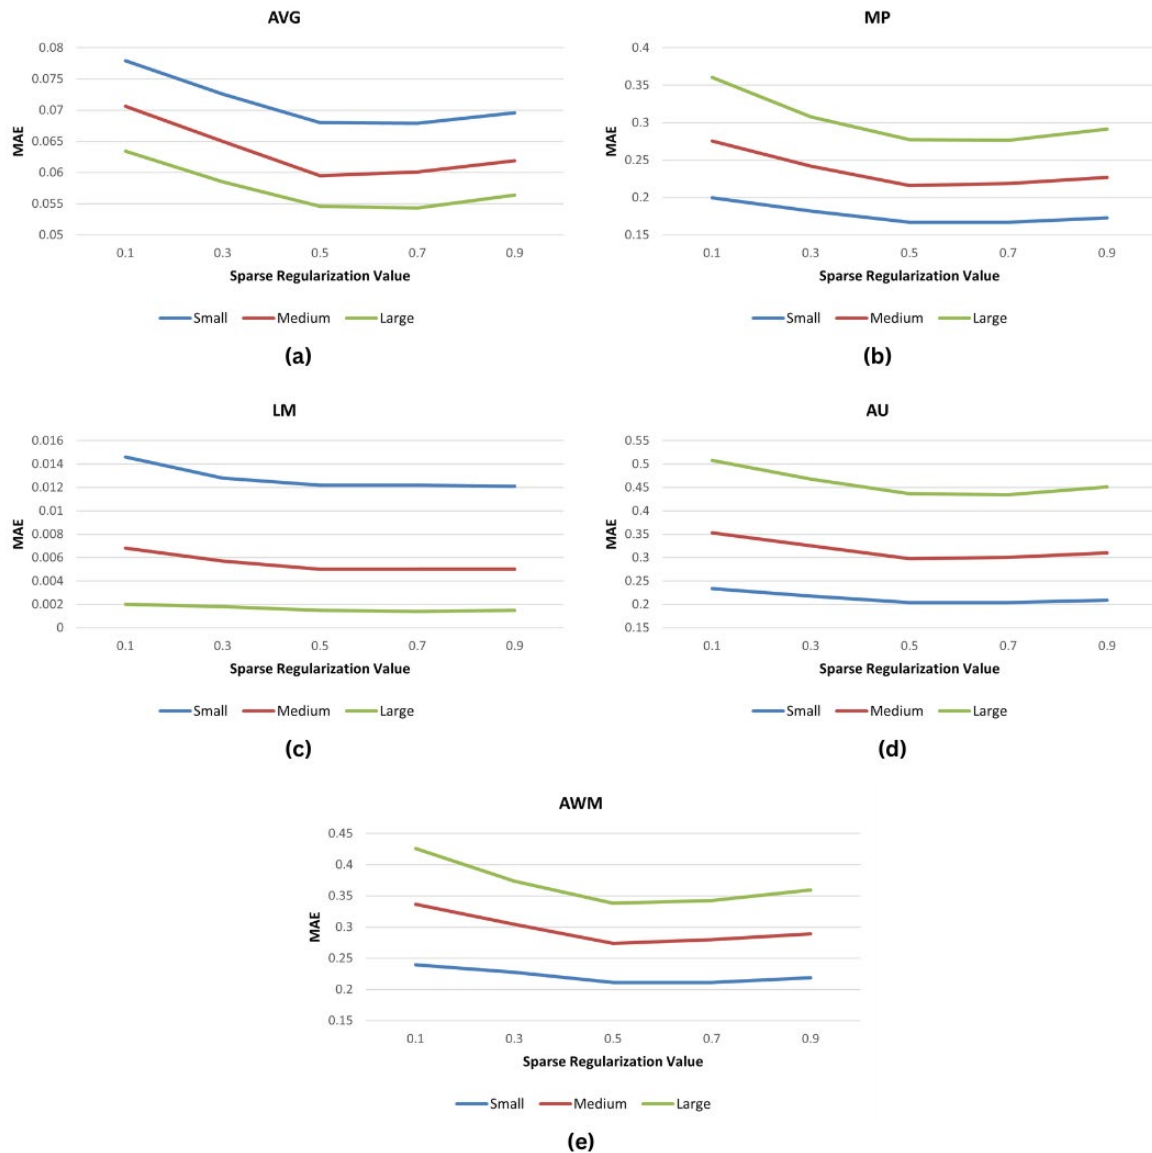 AVG
0.08
0.075
0.07
0.065
0.06
0.055
0.05
MAE
0.1 0.3 0.5 0.7 0.9
Sparse Regularization Value
Small Medium Large
(a)
MP
0.4
0.35
0.3
0.25
0.2
0.15
MAE
0.1 0.3 0.5 0.7 0.9
Sparse Regularization Value
Small Medium Large
(b)
LM
0.016
0.014
0.012
0.01
0.008
0.006
0.004
0.002
0
MAE
0.1 0.3 0.5 0.7 0.9
Sparse Regularization Value
Small Medium Large
(c)
AU
0.55
0.5
0.45
0.4
0.35
0.3
0.25
0.2
0.15
MAE
0.1 0.3 0.5 0.7 0.9
Sparse Regularization Value
Small Medium Large
(d)
AWM
0.45
0.4
0.35
0.3
0.25
0.2
0.15
MAE
0.1 0.3 0.5 0.7 0.9
Sparse Regularization Value
Small Medium Large
(e)